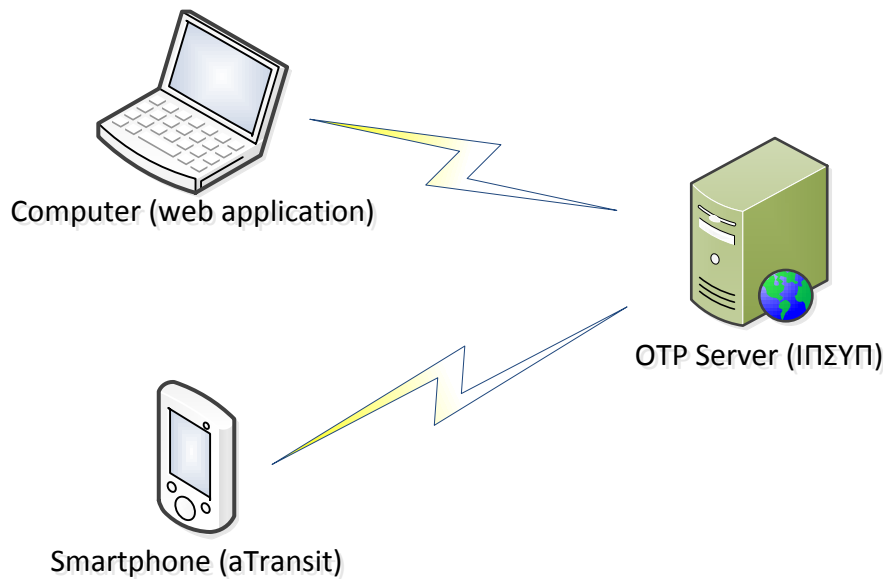 Computer (web application)
OTP Server (ΙΠΣΥΠ)
Smartphone (aTransit)